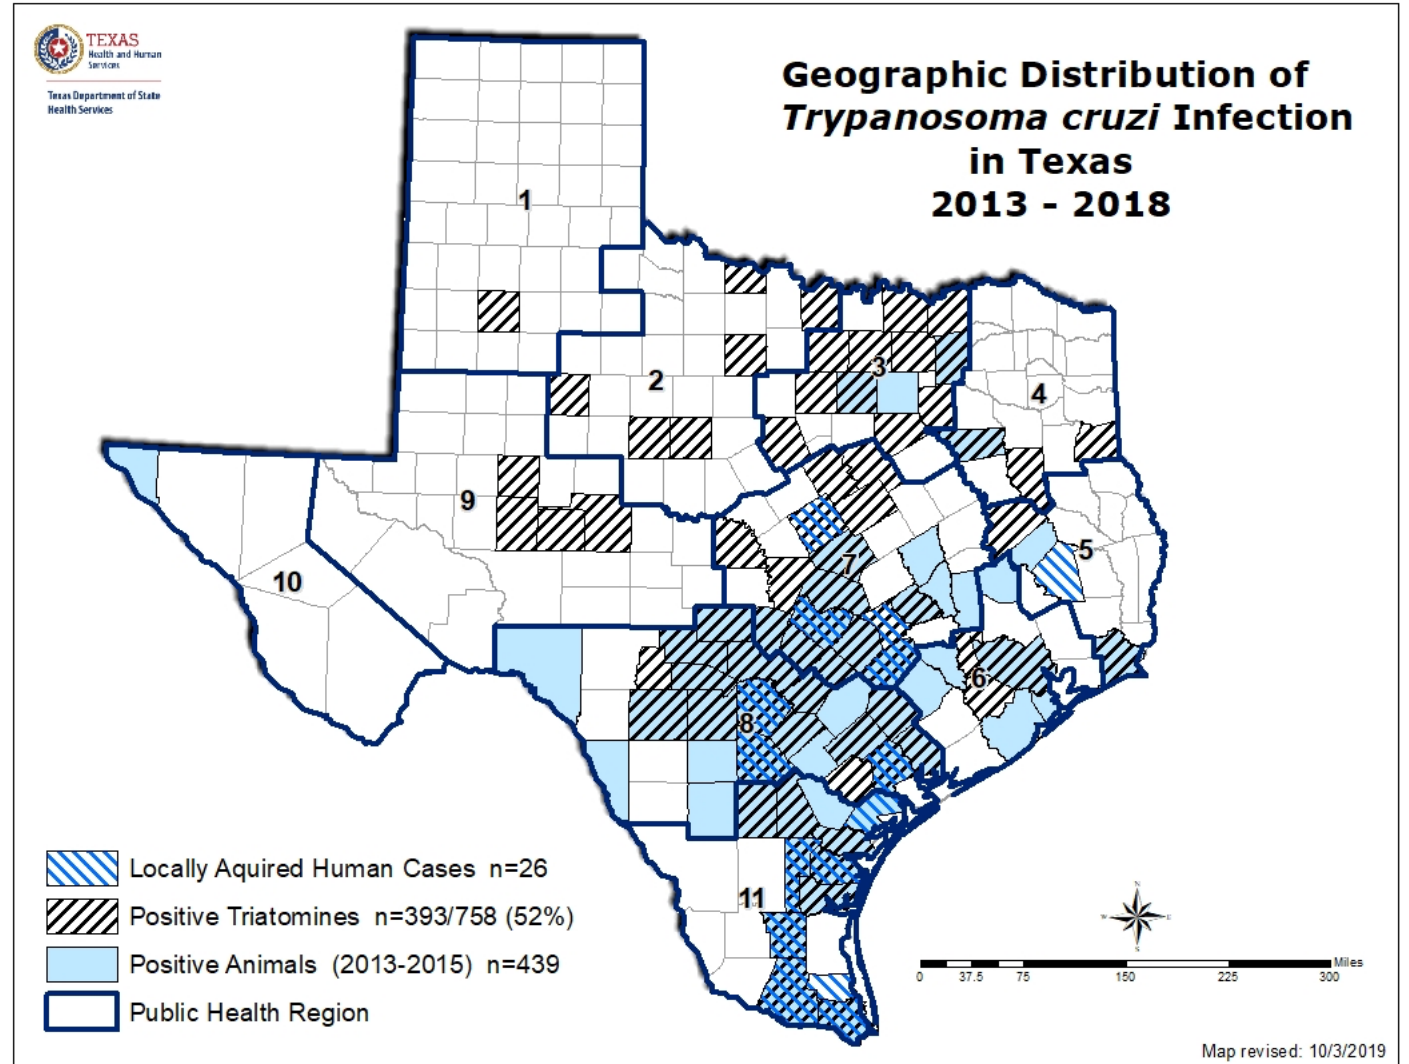 TEXAS
Health and Human
Services
Texas Department of State
Health Services
Geographic Distribution of
Trypanosoma cruzi Infection
in Texas
2013 - 2018
1
2
3
4
5
6
7
8
9
10
11
Locally Aquired Human Cases n=26
Positive Triatomines n=393/758 (52%)
Positive Animals (2013-2015) n=439
Public Health Region
N
W
E
S
Miles
0 37.5 75 150 225 300
Map revised: 10/3/2019